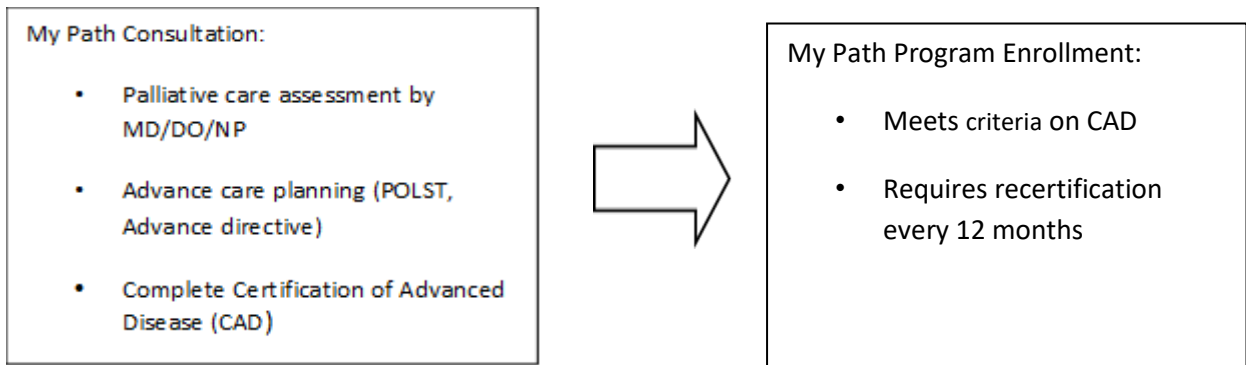 My Path Consultation:
• Palliative care assessment by
MD/DO/NP
• Advance care planning (POLST,
Advance directive)
• Complete Certification of Advanced
Disease (CAD)
My Path Program Enrollment:
• Meets criteria on CAD
• Requires recertification
every 12 months